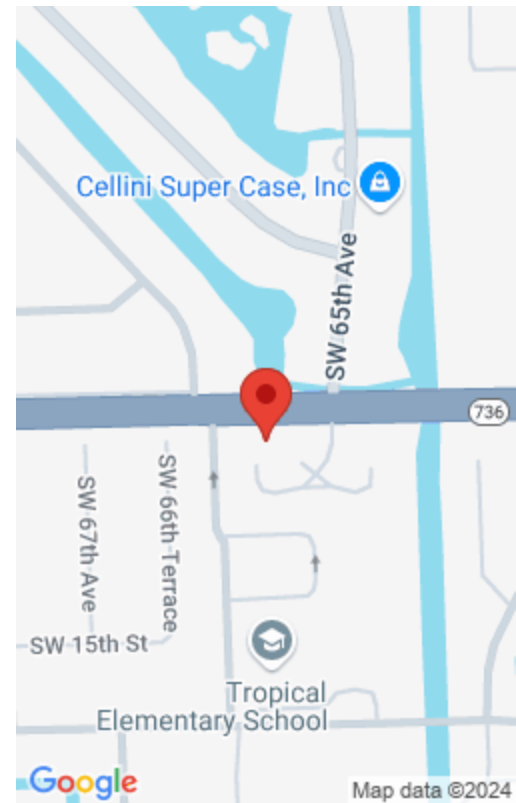 Cellini Super Case, Inc
SW 65th Ave
736
SW 67th Ave
SW 66th Terrace
SW 15th St
Tropical
Elementary School
Google
Map data ©2024